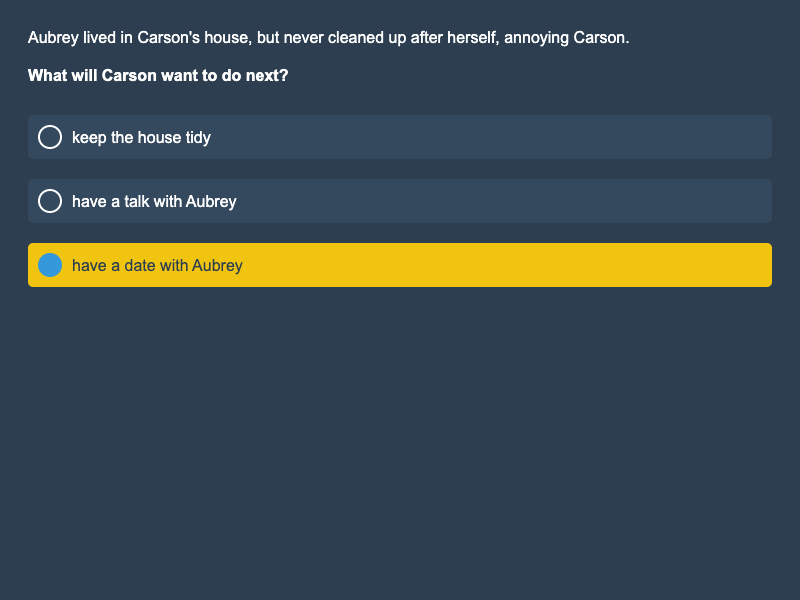 Aubrey lived in Carson's house, but never cleaned up after herself, annoying Carson.
What will Carson want to do next?
keep the house tidy
have a talk with Aubrey
have a date with Aubrey